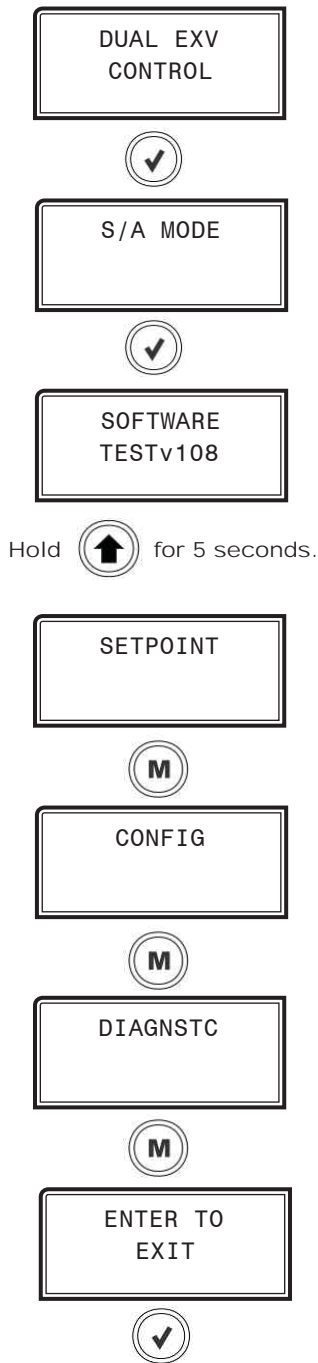 DUAL EXV
CONTROL
S/A MODE
SOFTWARE
TESTv108
Hold for 5 seconds.
SETPOINT
M
CONFIG
M
DIAGNSTC
M
ENTER TO
EXIT